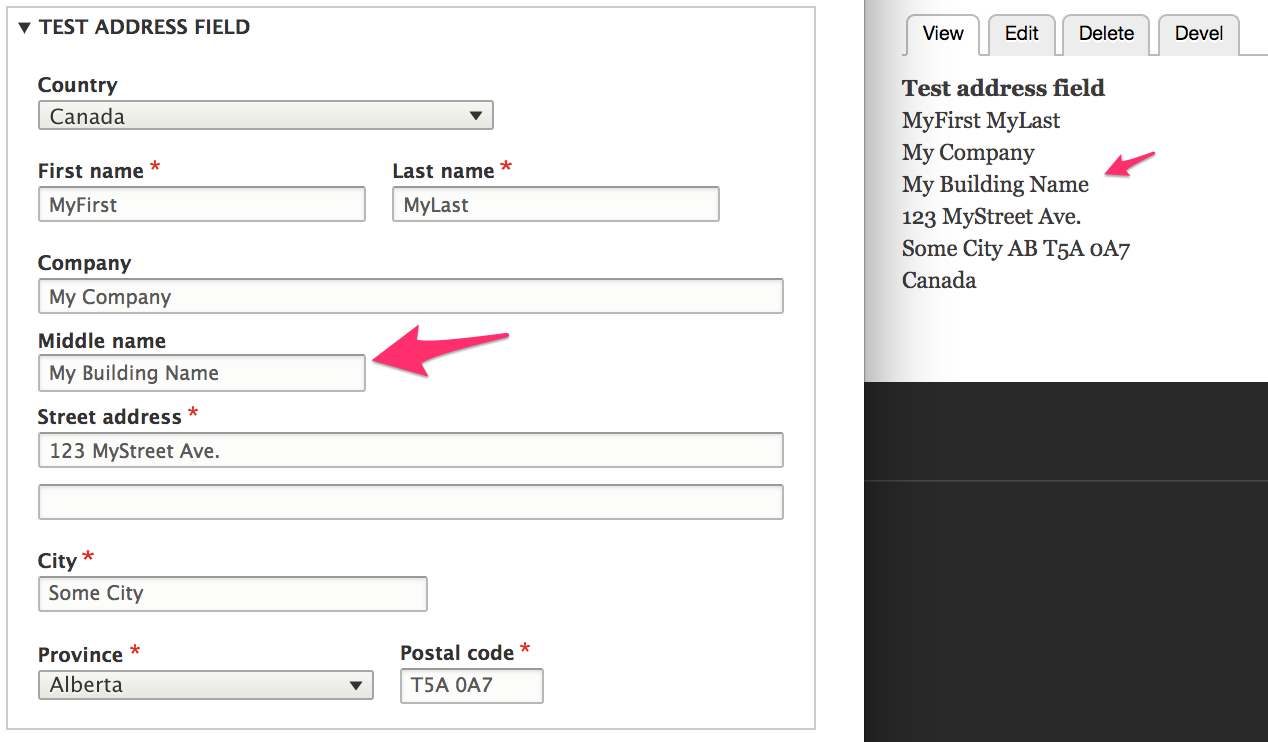 ▼ TEST ADDRESS FIELD
Country
Canada
First name * Last name *
MyFirst MyLast
Company
My Company
Middle name
My Building Name
Street address *
123 MyStreet Ave.
City *
Some City
Province * Postal code *
Alberta T5A 0A7
View Edit Delete Devel
Test address field
MyFirst MyLast
My Company
My Building Name
123 MyStreet Ave.
Some City AB T5A 0A7
Canada